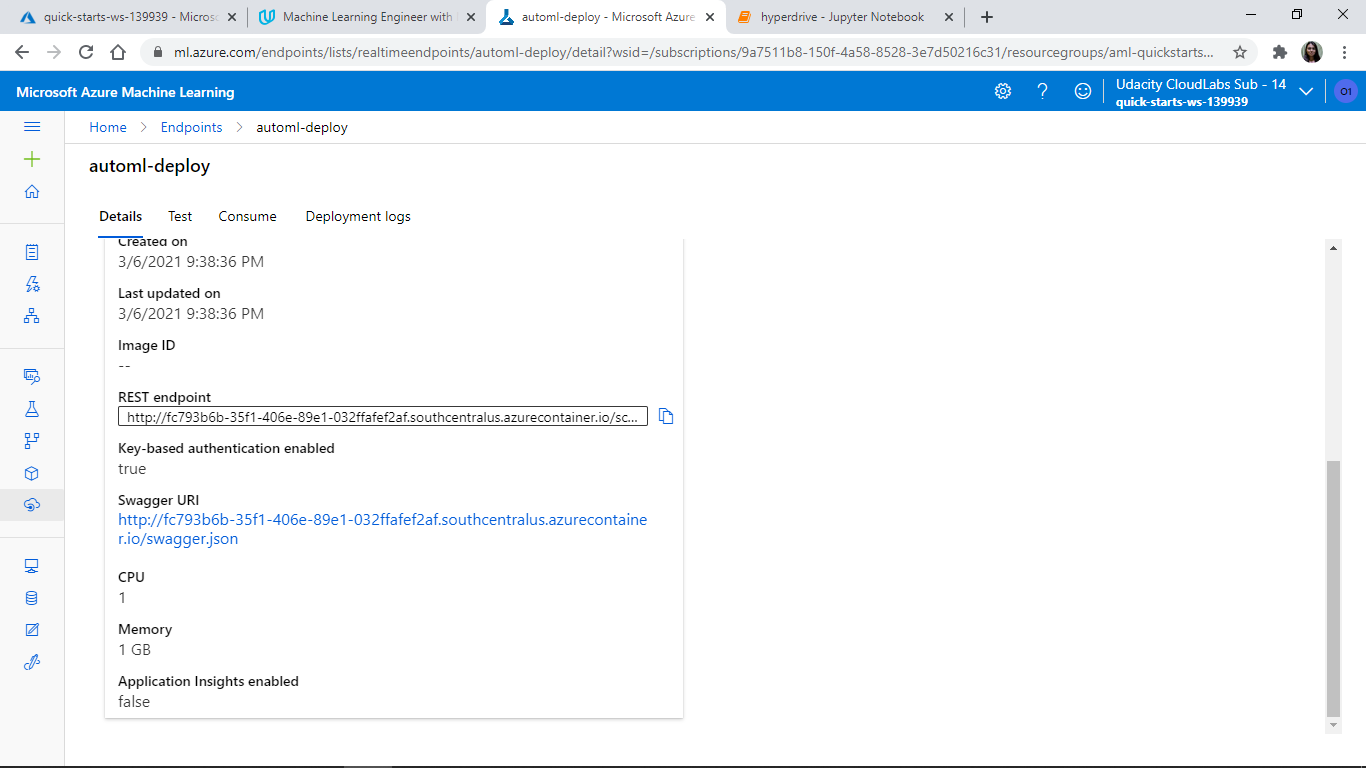 quick-starts-ws-139939 - Microso
Machine Learning Engineer with
automl-deploy - Microsoft Azure
hyperdrive - Jupyter Notebook
ml.azure.com/endpoints/lists/realtimeendpoints/automl-deploy/detail?wsid=/subscriptions/9a7511b8-150f-4a58-8528-3e7d50216c31/resourcegroups/aml-quickstarts...
Microsoft Azure Machine Learning
Udacity CloudLabs Sub - 14
quick-starts-ws-139939
O1
Home > Endpoints > automl-deploy
automl-deploy
Details Test Consume Deployment logs
Created on
3/6/2021 9:38:36 PM
Last updated on
3/6/2021 9:38:36 PM
Image ID
--
REST endpoint
http://fc793b6b-35f1-406e-89e1-032ffafef2af.southcentralus.azurecontainer.io/sc...
Key-based authentication enabled
true
Swagger URI
http://fc793b6b-35f1-406e-89e1-032ffafef2af.southcentralus.azurecontaine
r.io/swagger.json
CPU
1
Memory
1 GB
Application Insights enabled
false